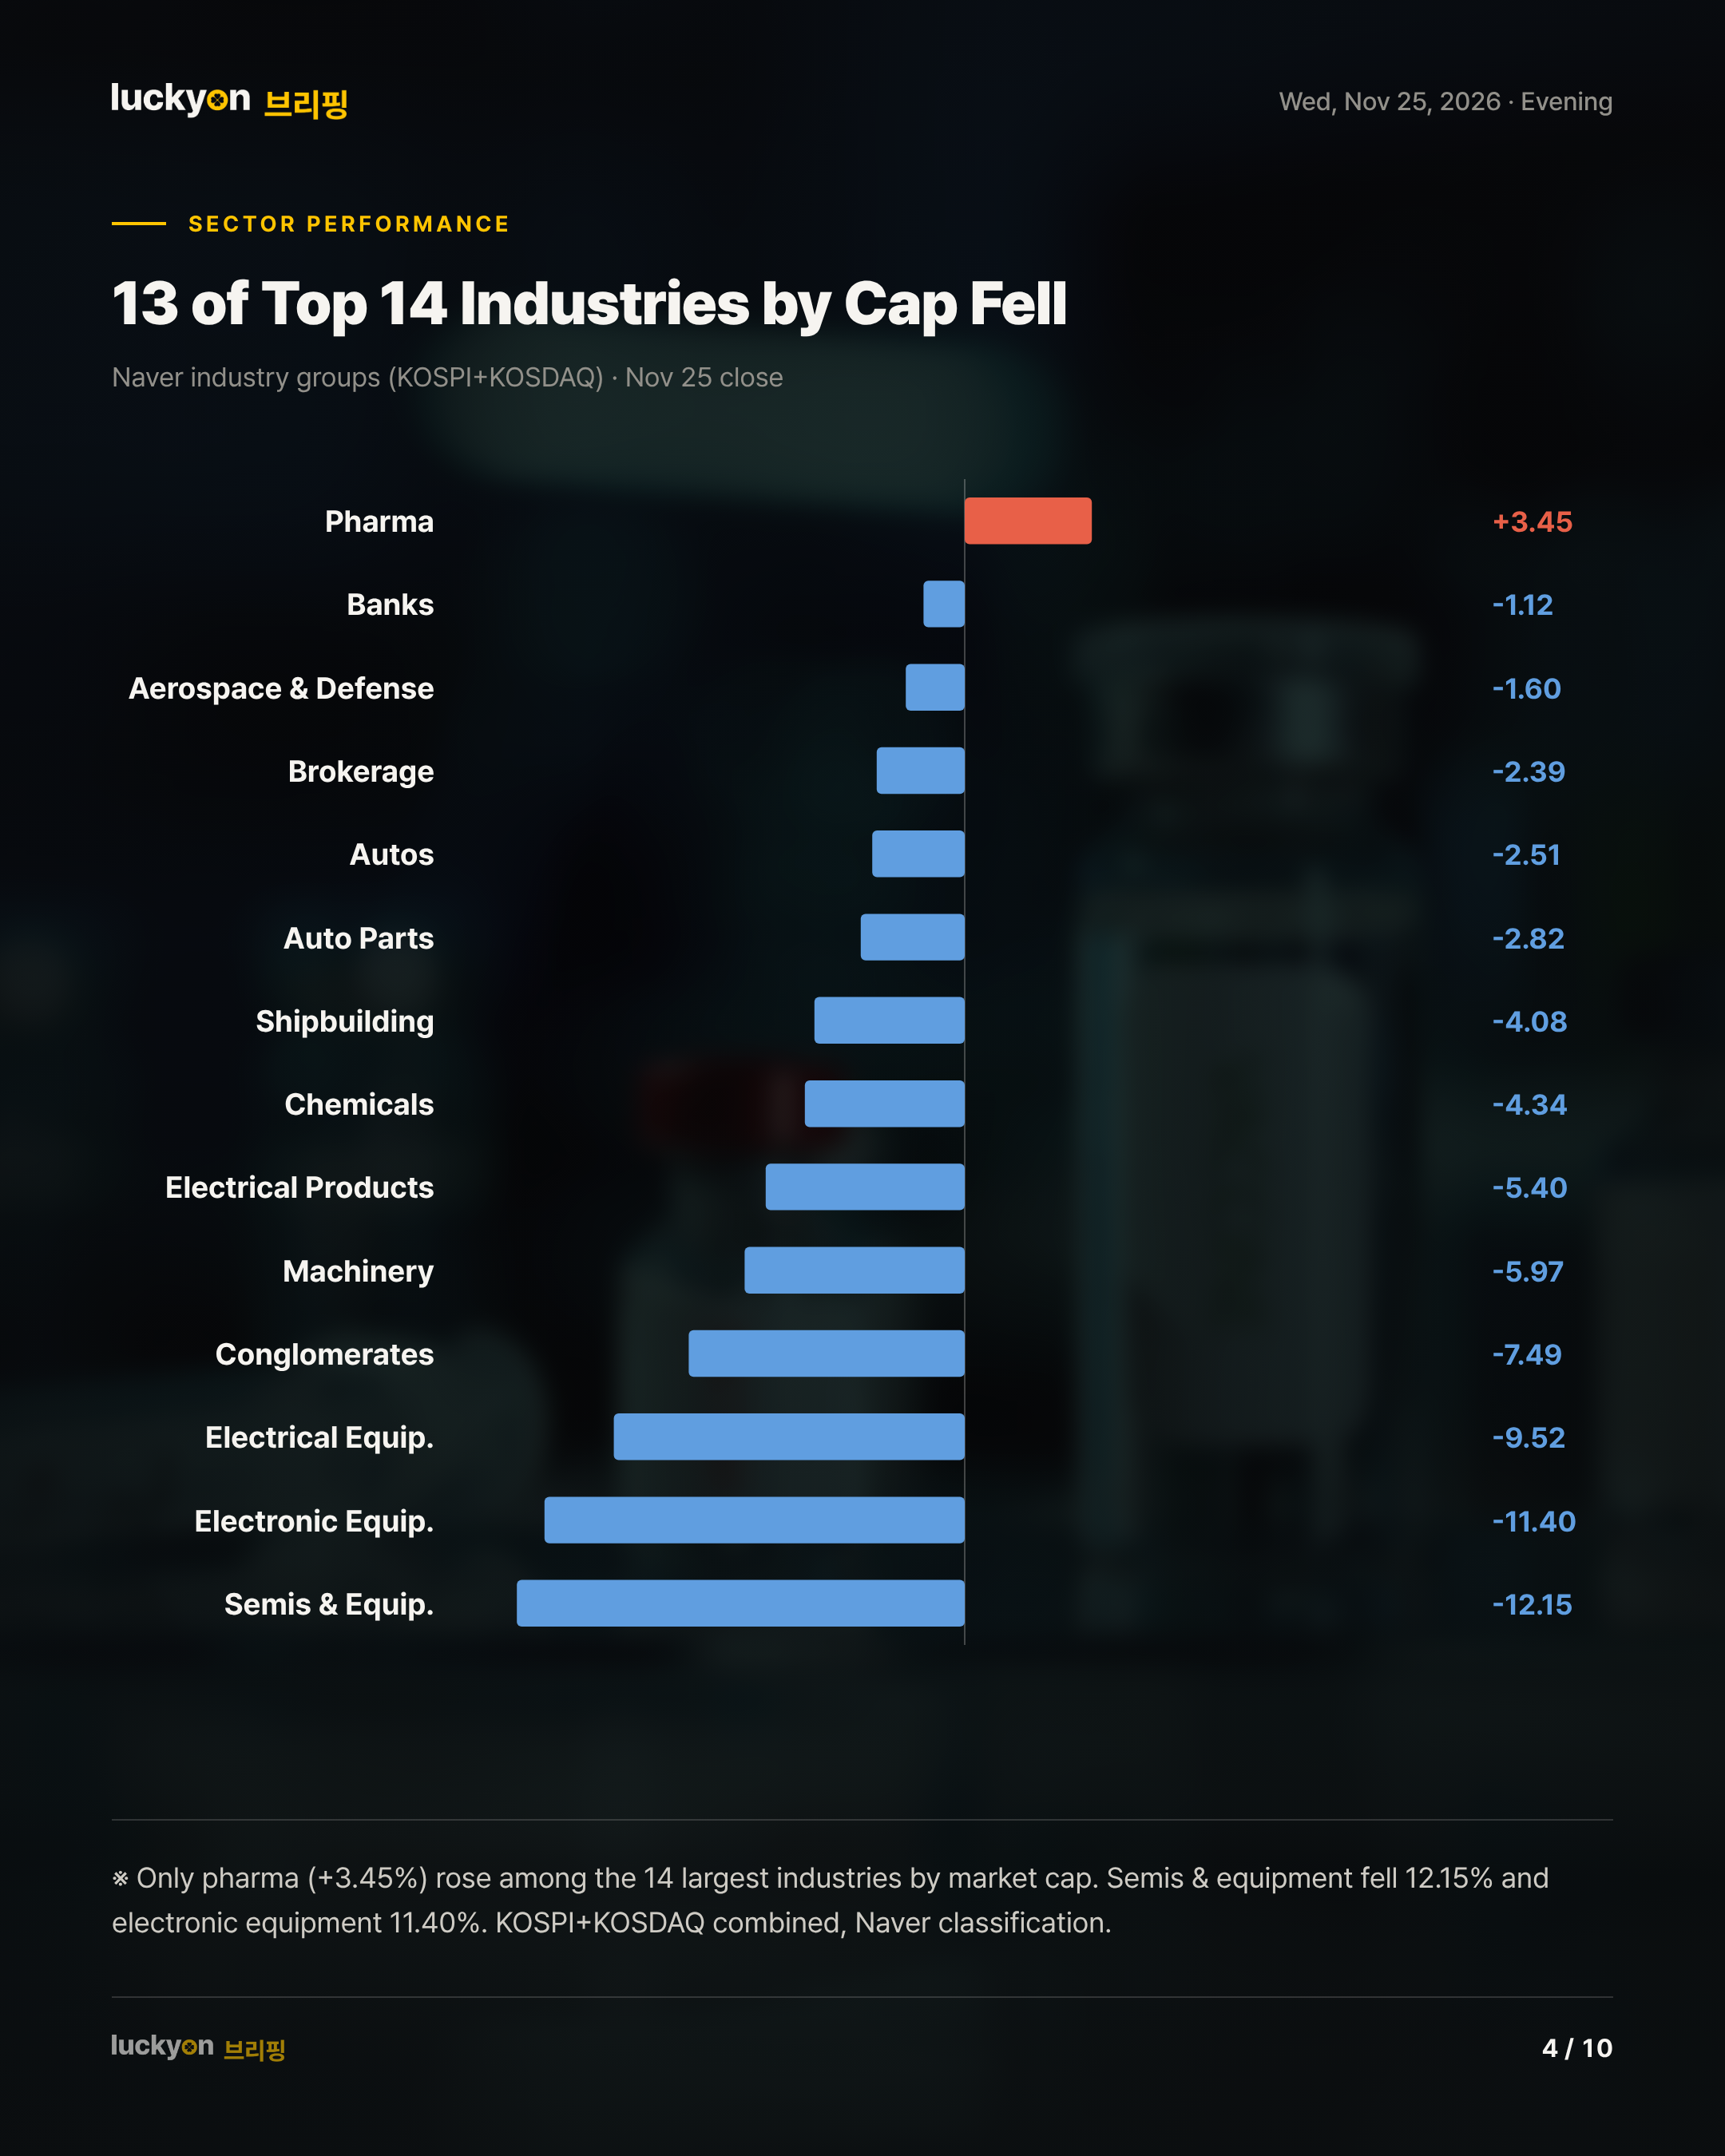 luckyon 브리핑
Wed, Nov 25, 2026 · Evening
SECTOR PERFORMANCE
13 of Top 14 Industries by Cap Fell
Naver industry groups (KOSPI+KOSDAQ) · Nov 25 close
Pharma +3.45
Banks -1.12
Aerospace & Defense -1.60
Brokerage -2.39
Autos -2.51
Auto Parts -2.82
Shipbuilding -4.08
Chemicals -4.34
Electrical Products -5.40
Machinery -5.97
Conglomerates -7.49
Electrical Equip. -9.52
Electronic Equip. -11.40
Semis & Equip. -12.15
※ Only pharma (+3.45%) rose among the 14 largest industries by market cap. Semis & equipment fell 12.15% and
electronic equipment 11.40%. KOSPI+KOSDAQ combined, Naver classification.
luckyon 브리핑
4 / 10